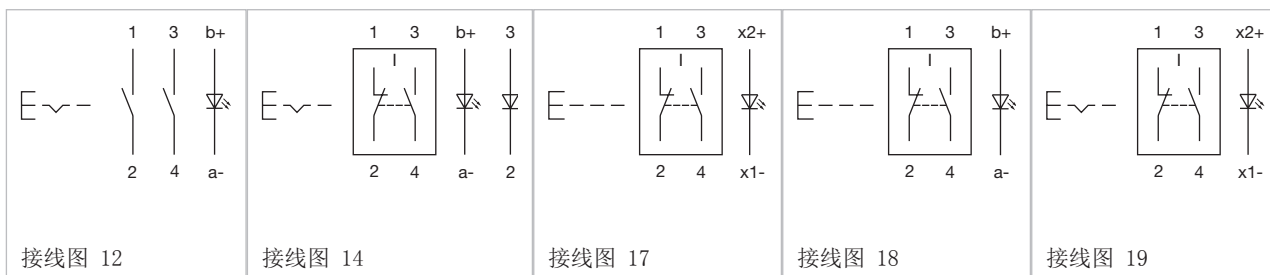 1 3 b+
2 4 a-
接线图 12
1 3 b+ 3
I
2 4 a- 2
接线图 14
1 3 x2+
I
2 4 x1-
接线图 17
1 3 b+
I
2 4 a-
接线图 18
1 3 x2+
I
2 4 x1-
接线图 19